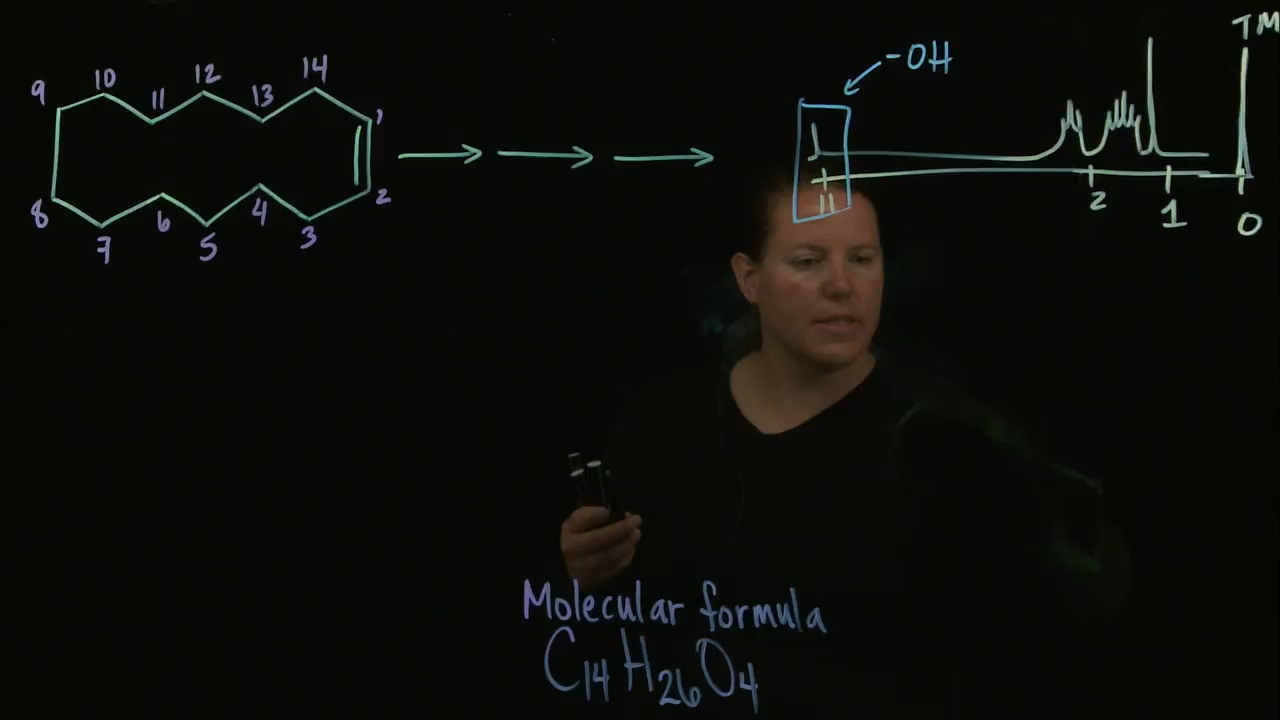 9 10 11 12 13 14 1
8 7 6 5 4 3 2
-OH
TM
11 2 1 0
Molecular formula
C14H26O4